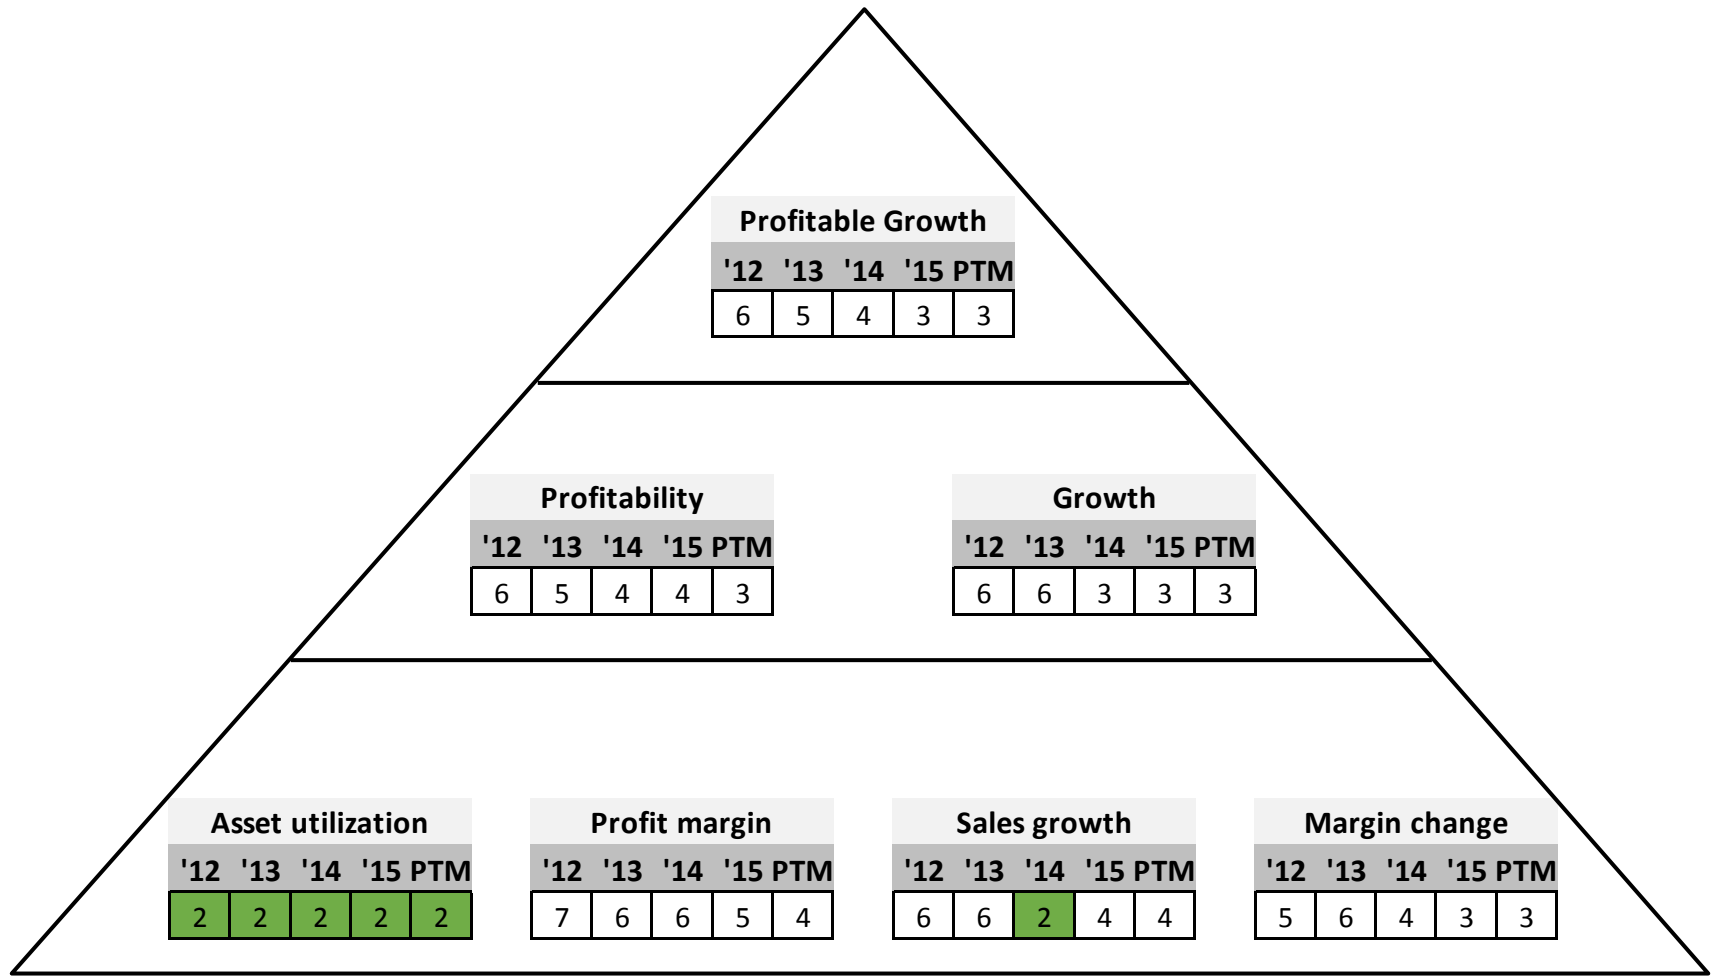 Profitable Growth
'12 '13 '14 '15 PTM
6 5 4 3 3
Profitability
'12 '13 '14 '15 PTM
6 5 4 4 3
Growth
'12 '13 '14 '15 PTM
6 6 3 3 3
Asset utilization
'12 '13 '14 '15 PTM
2 2 2 2 2
Profit margin
'12 '13 '14 '15 PTM
7 6 6 5 4
Sales growth
'12 '13 '14 '15 PTM
6 6 2 4 4
Margin change
'12 '13 '14 '15 PTM
5 6 4 3 3